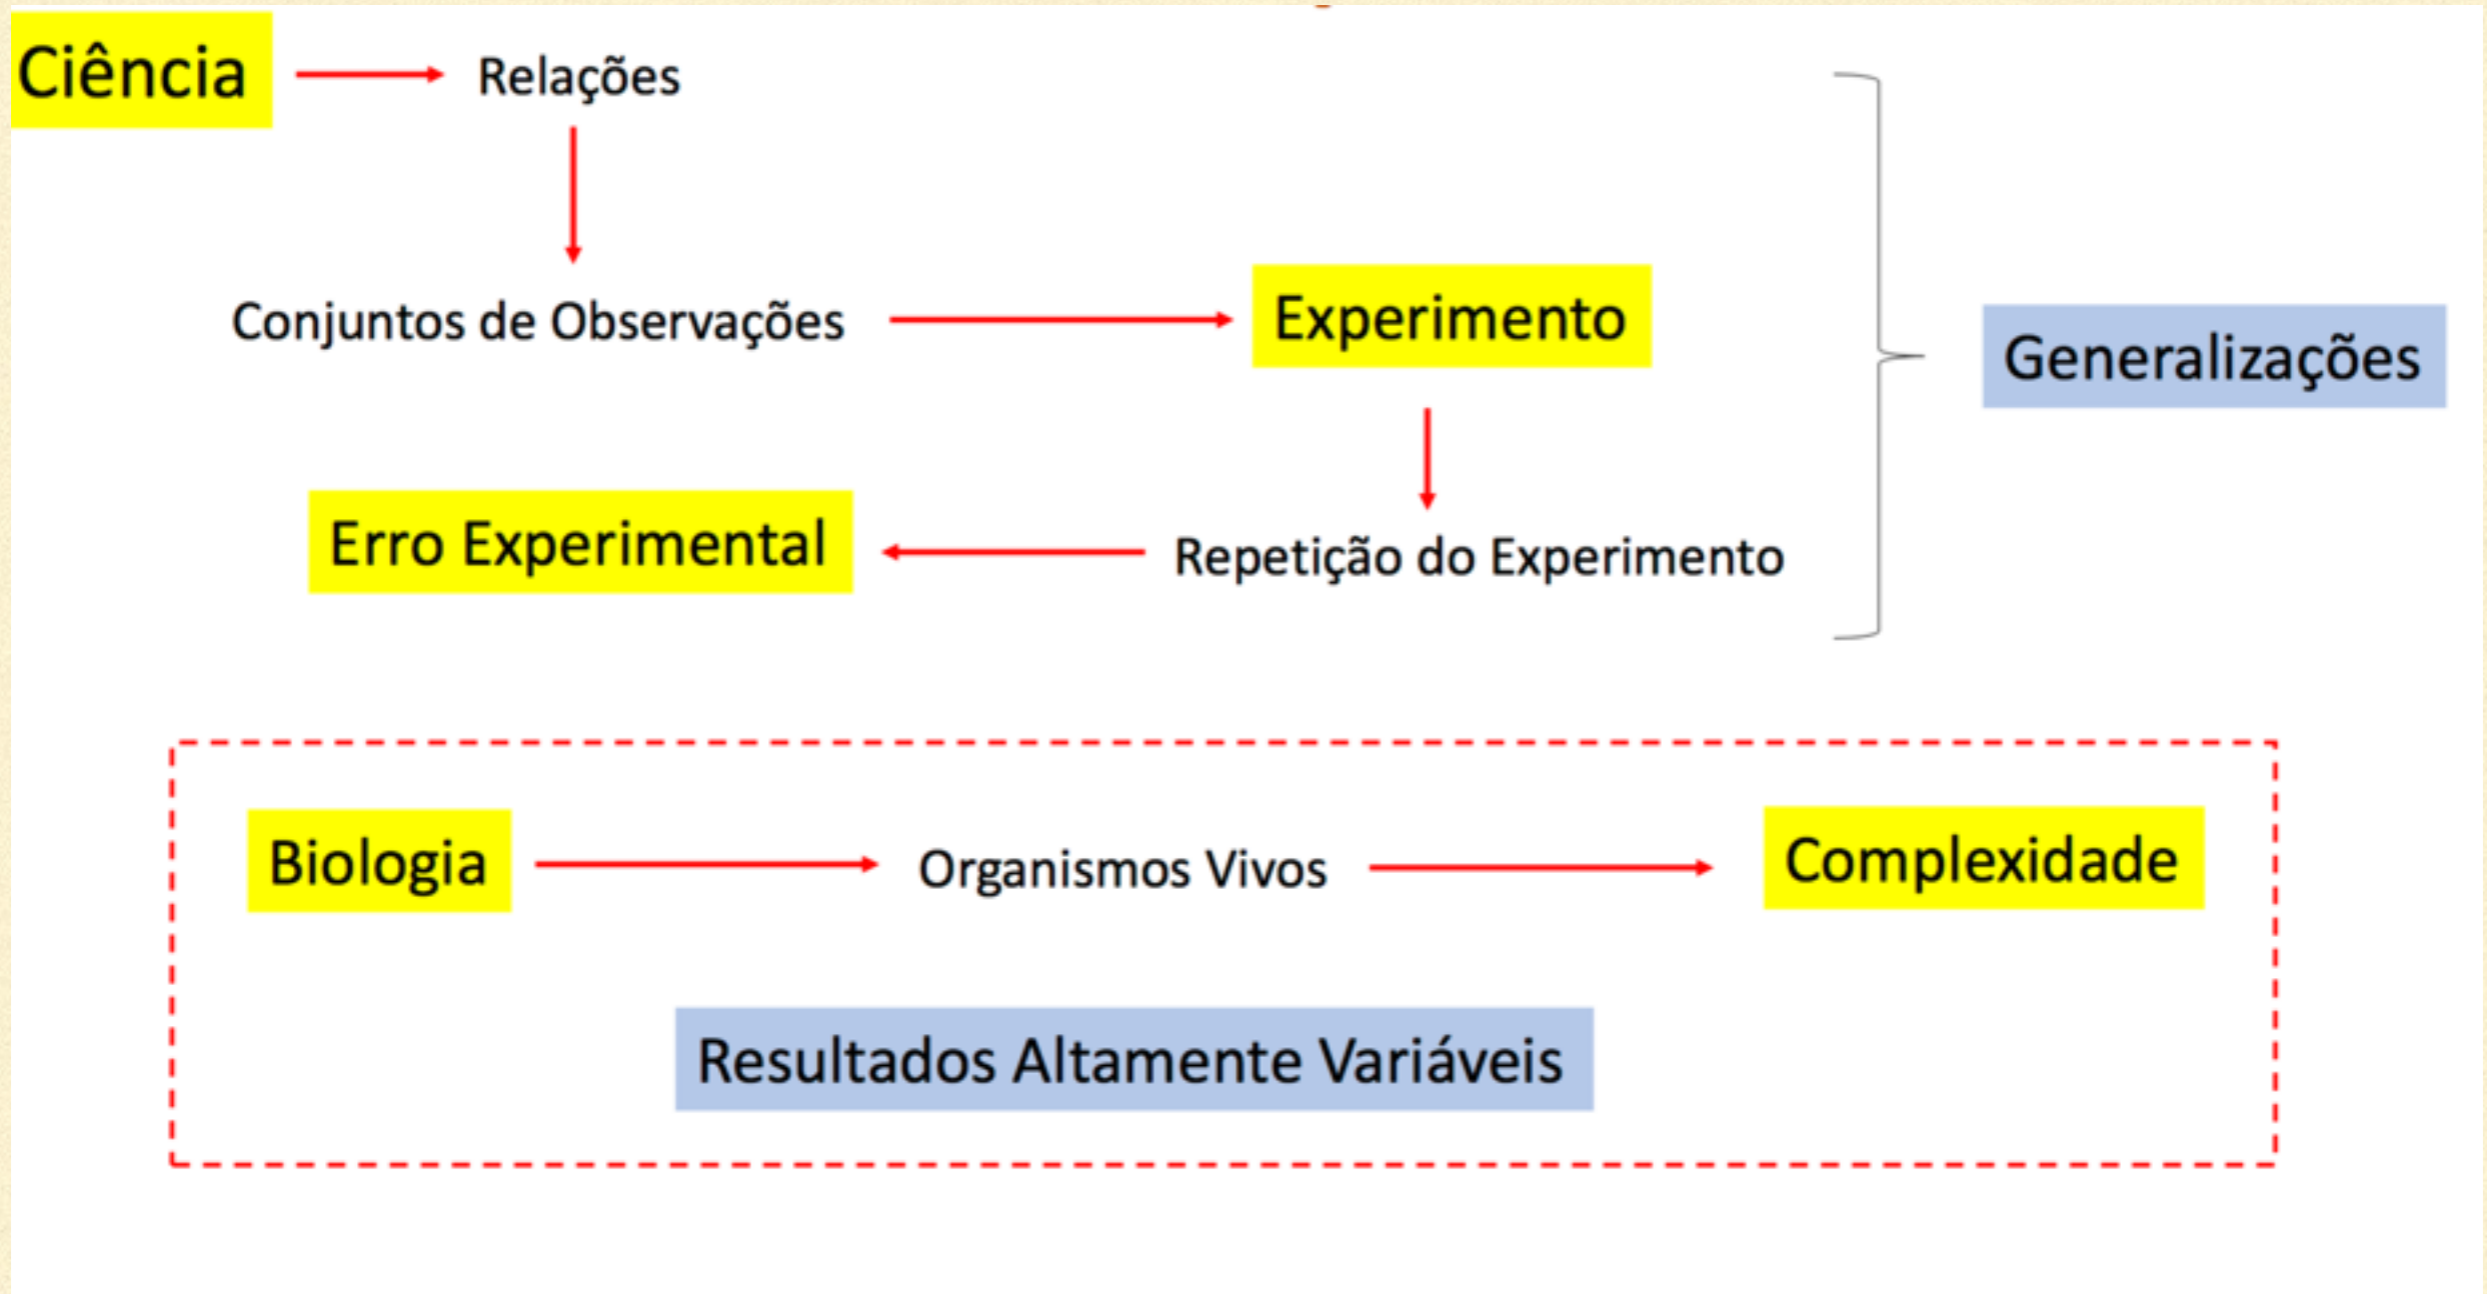 Ciência
Relações
Conjuntos de Observações
Experimento
Generalizações
Erro Experimental
Repetição do Experimento
Biologia
Organismos Vivos
Complexidade
Resultados Altamente Variáveis